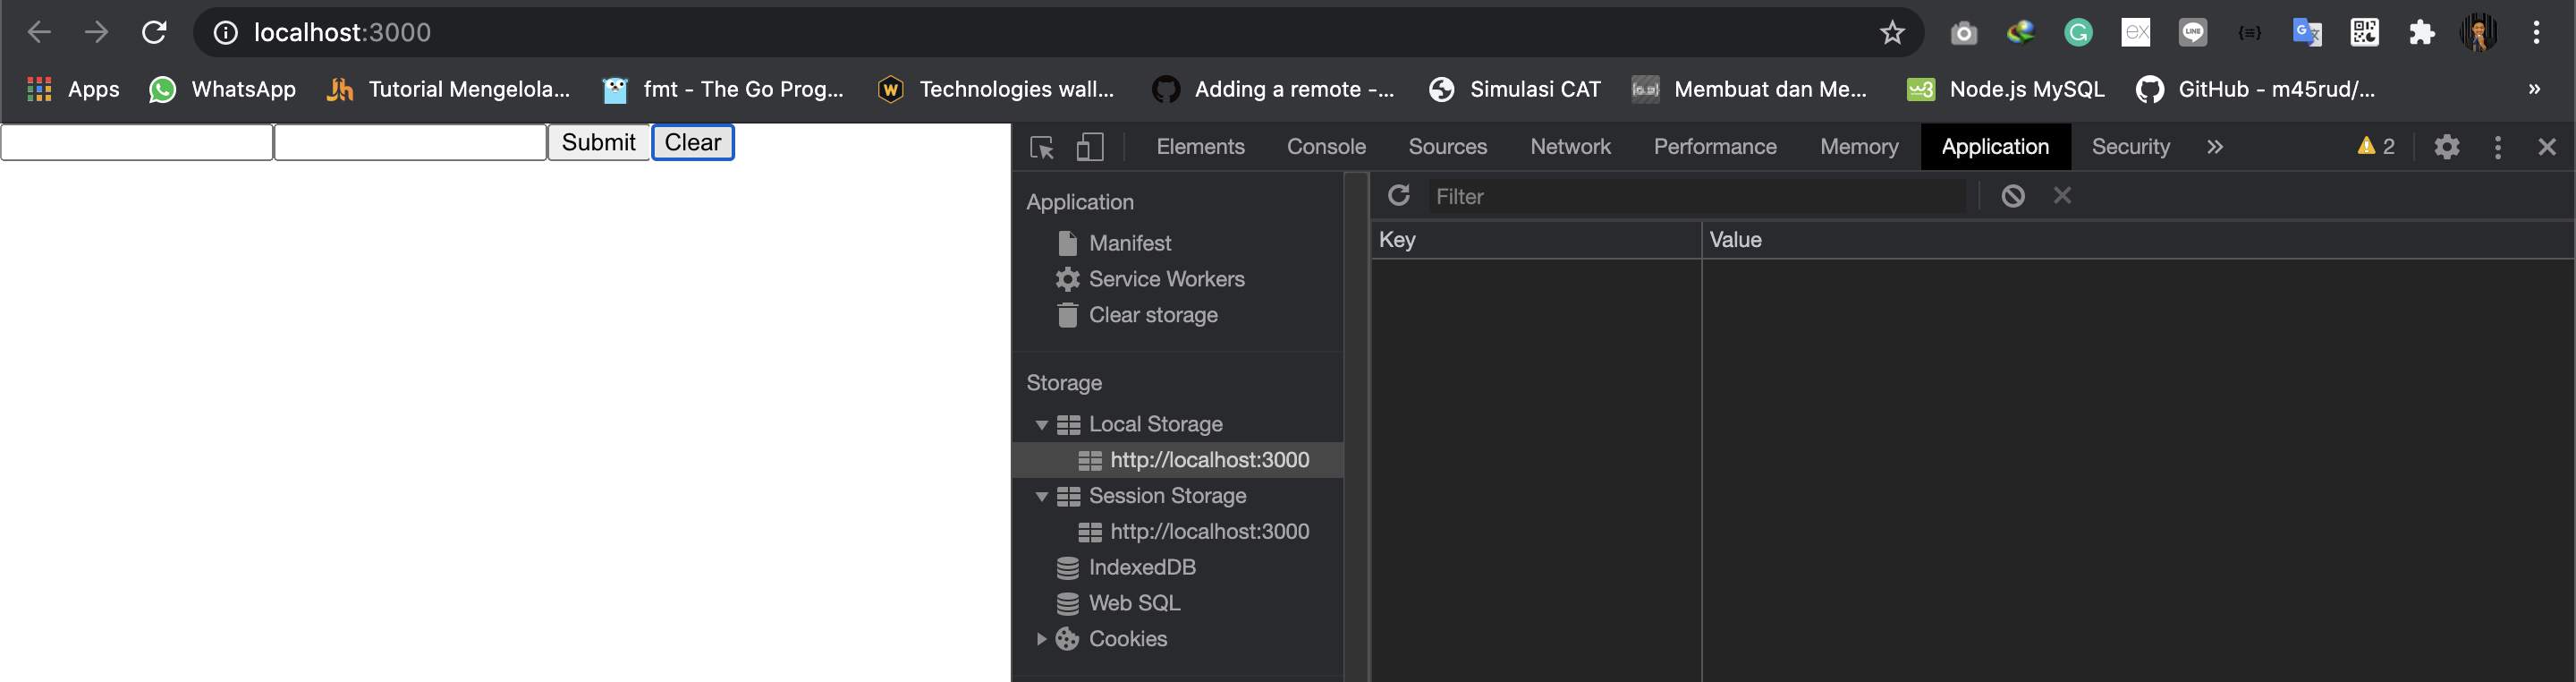 localhost:3000
Apps WhatsApp Tutorial Mengelola... fmt - The Go Prog... Technologies wall... Adding a remote -... Simulasi CAT Membuat dan Me... Node.js MySQL GitHub - m45rud/... »
Submit Clear
Elements Console Sources Network Performance Memory Application Security » 2
Application
Manifest
Service Workers
Clear storage
Storage
Local Storage
http://localhost:3000
Session Storage
http://localhost:3000
IndexedDB
Web SQL
Cookies
Filter
Key Value